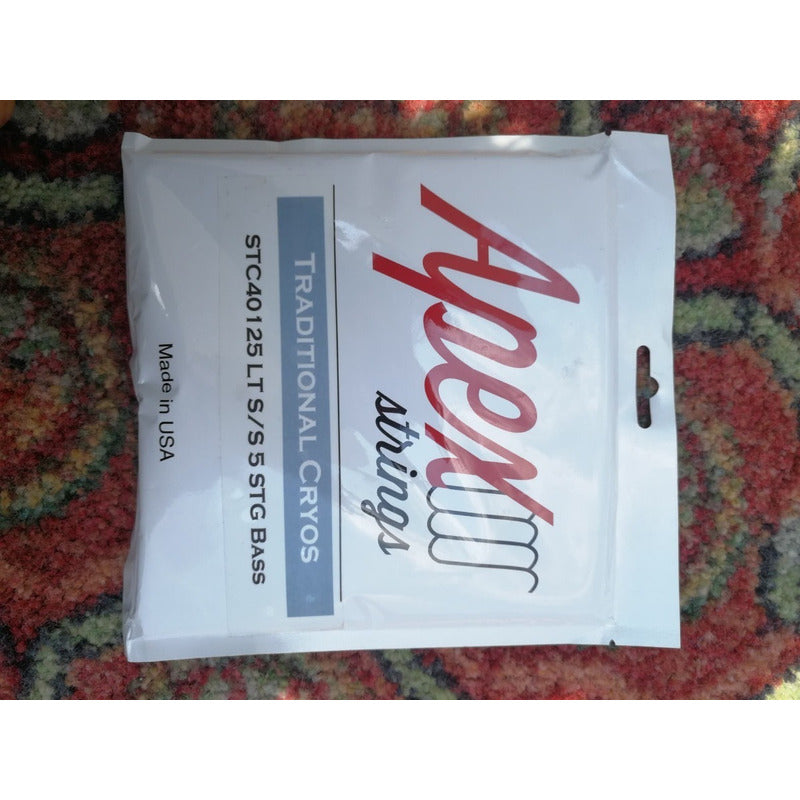 Apex
strings
TRADITIONAL CRYOS
STC40125 LT S/S 5 STG BASS
Made in USA